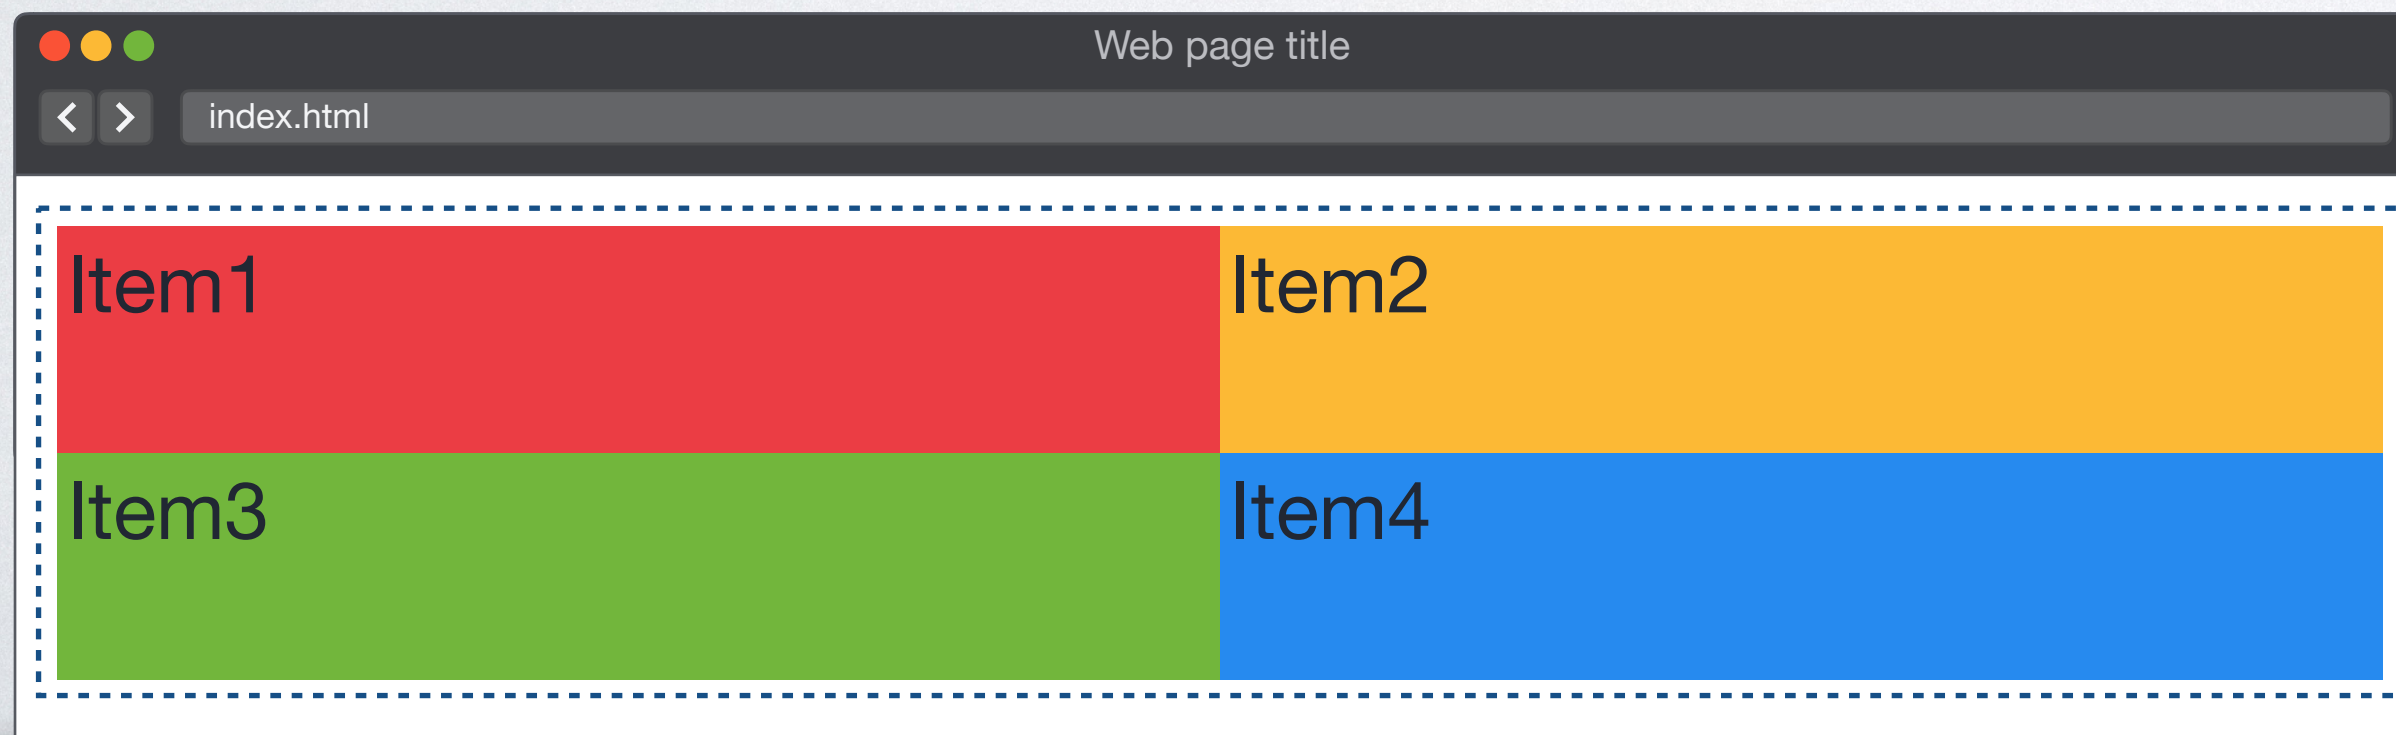 Web page title
index.html
Item1
Item2
Item3
Item4